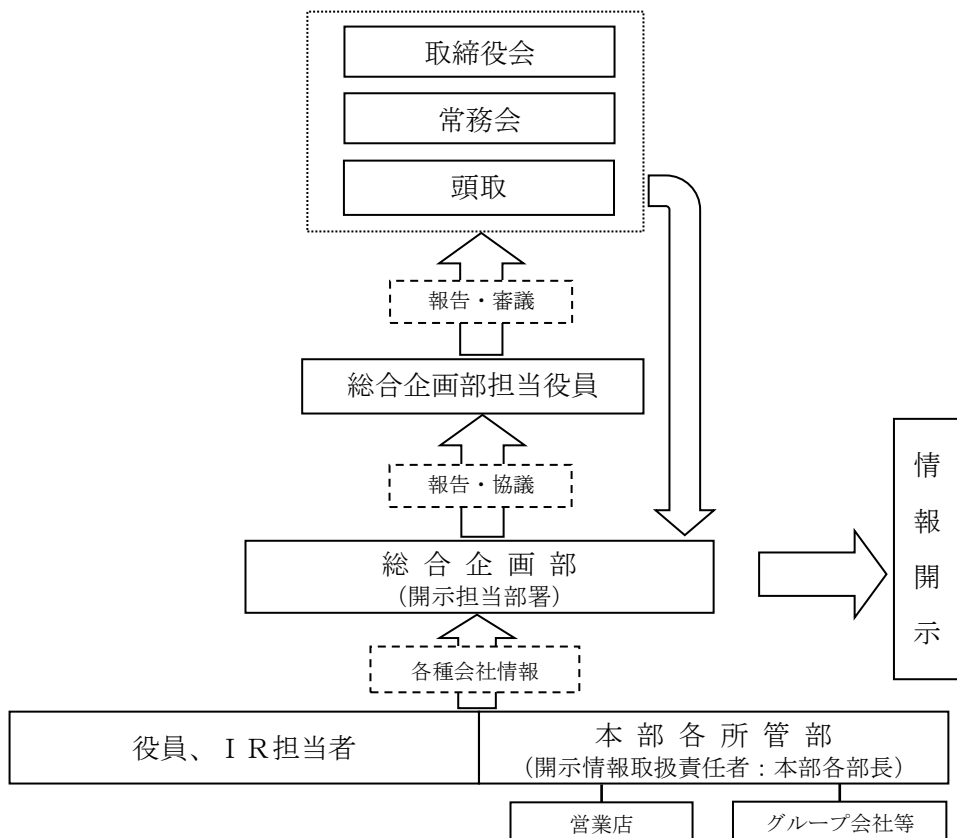 取締役会
常務会
頭取
報告・審議
総合企画部担当役員
報告・協議
総合企画部
（開示担当部署）
情報開示
各種会社情報
役員、ＩＲ担当者
本部各所管部
（開示情報取扱責任者：本部各部長）
営業店
グループ会社等